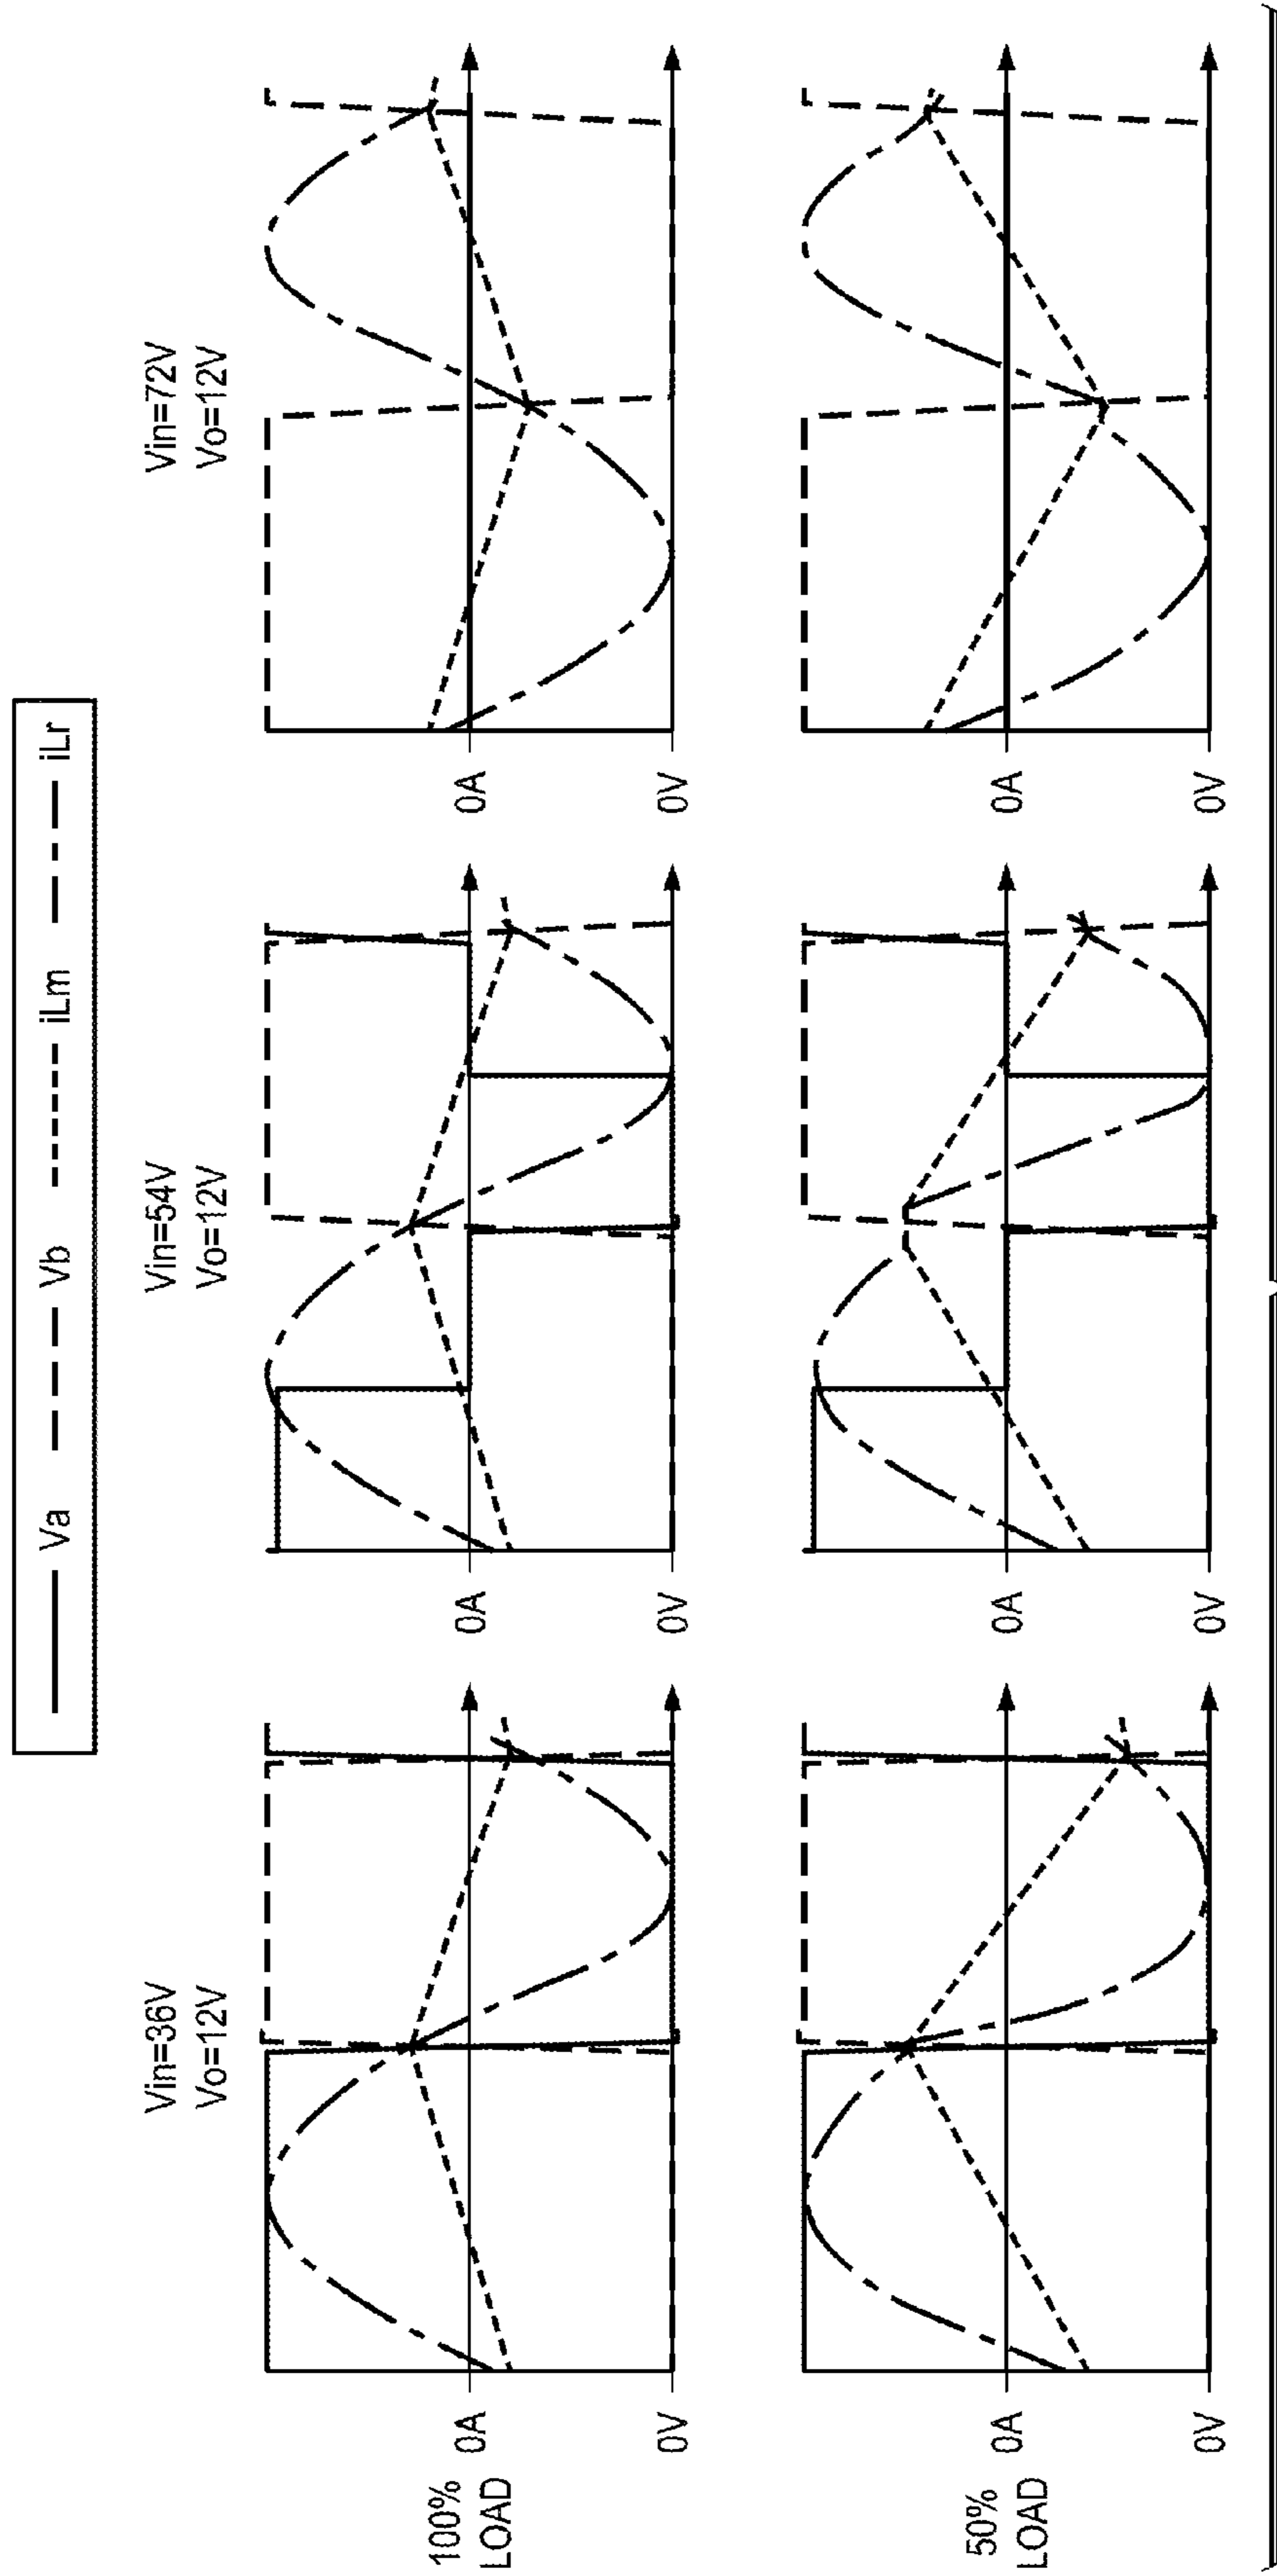 Va Vb iLm iLr
Vin=36V
Vo=12V
Vin=54V
Vo=12V
Vin=72V
Vo=12V
100%
LOAD
0A
0V
0A
0V
0A
0V
50%
LOAD
0A
0V
0A
0V
0A
0V